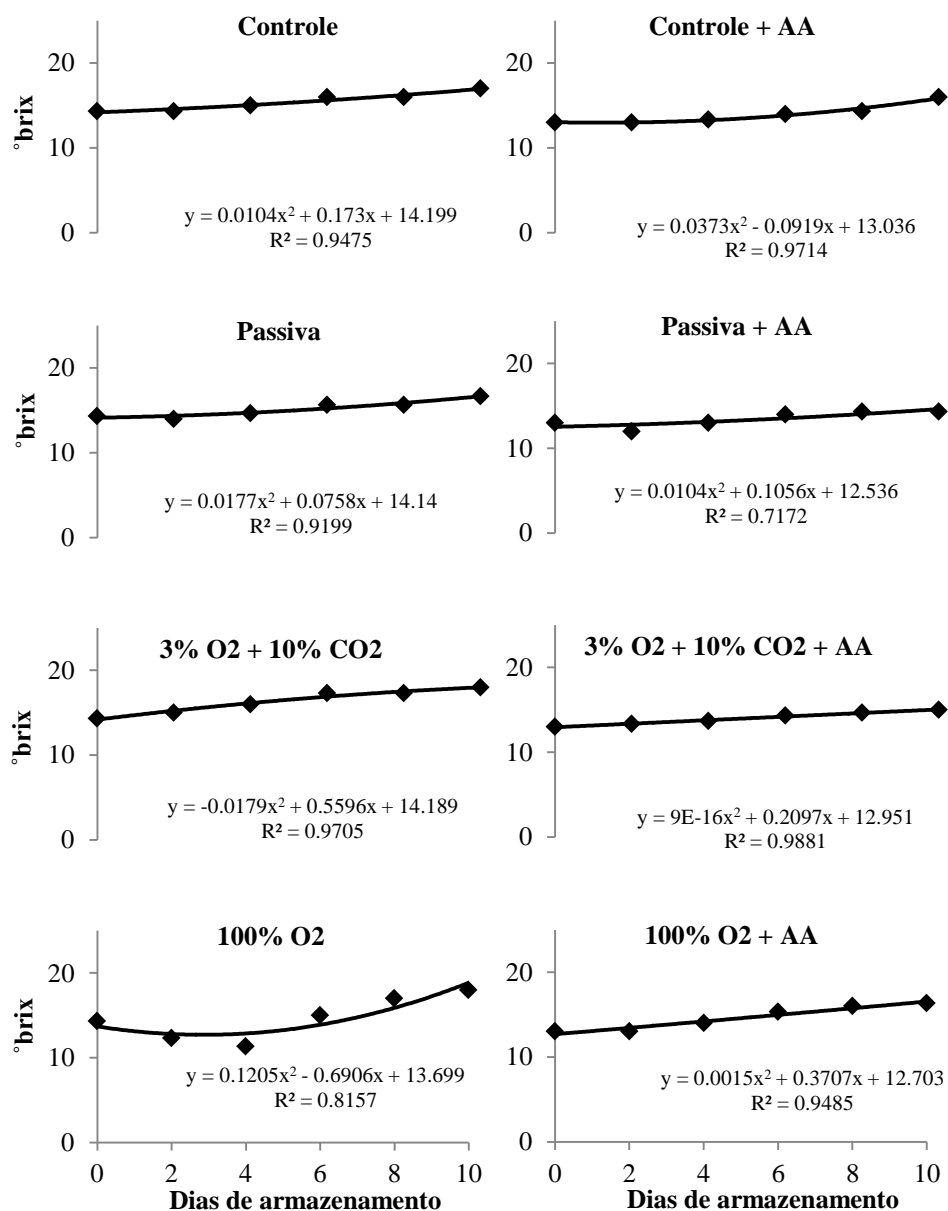 Controle
20
10
0
°brix
y = 0.0104x² + 0.173x + 14.199
R² = 0.9475
Controle + AA
20
10
0
y = 0.0373x² - 0.0919x + 13.036
R² = 0.9714
Passiva
20
10
0
°brix
y = 0.0177x² + 0.0758x + 14.14
R² = 0.9199
Passiva + AA
20
10
0
y = 0.0104x² + 0.1056x + 12.536
R² = 0.7172
3% O2 + 10% CO2
20
10
0
°brix
y = -0.0179x² + 0.5596x + 14.189
R² = 0.9705
3% O2 + 10% CO2 + AA
20
10
0
y = 9E-16x² + 0.2097x + 12.951
R² = 0.9881
100% O2
20
10
0
°brix
y = 0.1205x² - 0.6906x + 13.699
R² = 0.8157
0 2 4 6 8 10
Dias de armazenamento
100% O2 + AA
20
10
0
y = 0.0015x² + 0.3707x + 12.703
R² = 0.9485
0 2 4 6 8 10
Dias de armazenamento